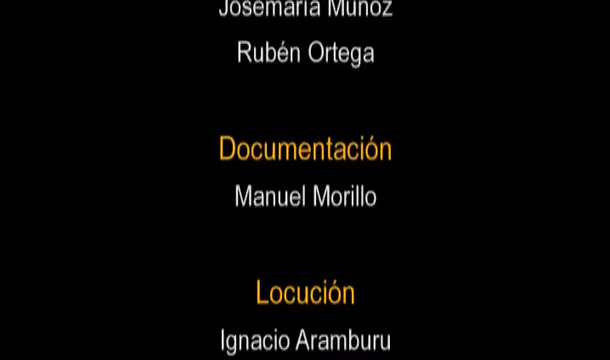 Josemaría Muñoz
Rubén Ortega
Documentación
Manuel Morillo
Locución
Ignacio Aramburu